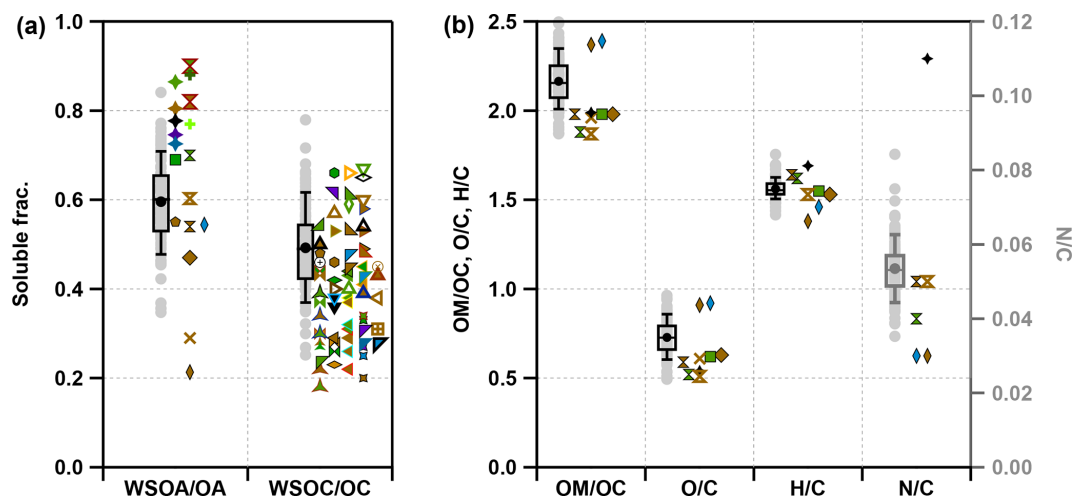 (a)
Soluble frac.
1.0
0.8
0.6
0.4
0.2
0.0
WSOA/OA WSOC/OC
(b)
OM/OC, O/C, H/C
2.5
2.0
1.5
1.0
0.5
0.0
OM/OC O/C H/C N/C
0.12
0.10
0.08
0.06
0.04
0.02
0.00
N/C